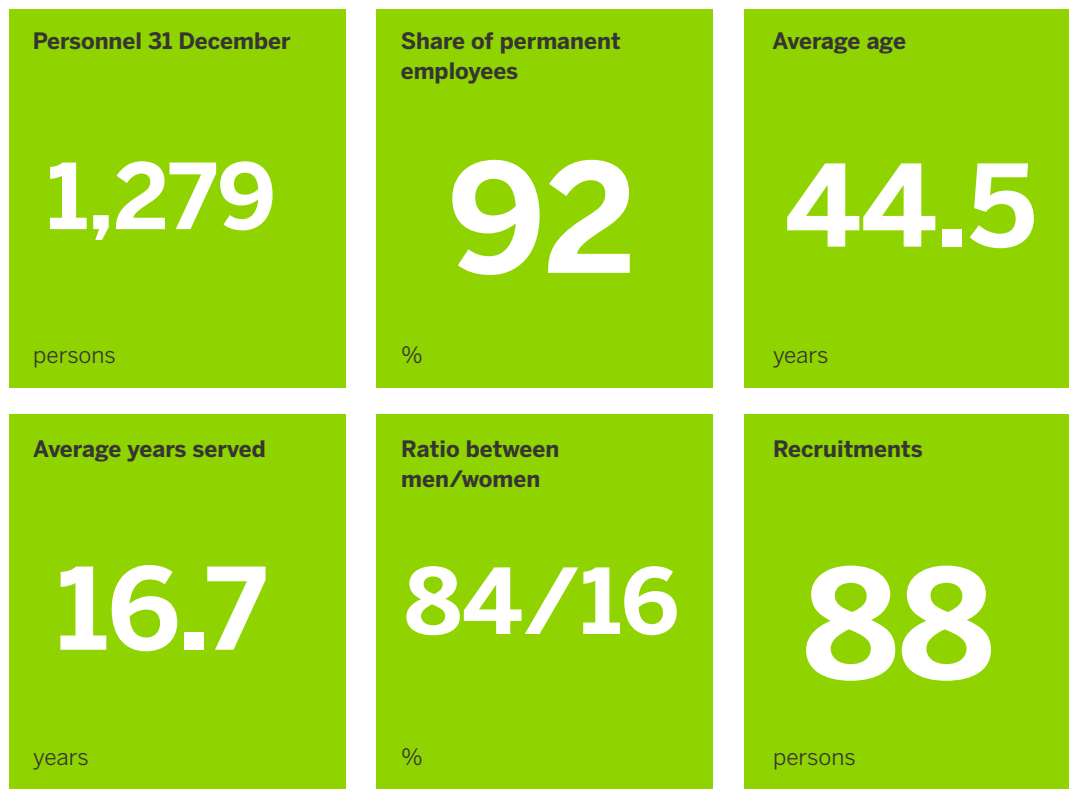 Personnel 31 December
1,279
persons
Share of permanent
employees
92
%
Average age
44.5
years
Average years served
16.7
years
Ratio between
men/women
84/16
%
Recruitments
88
persons